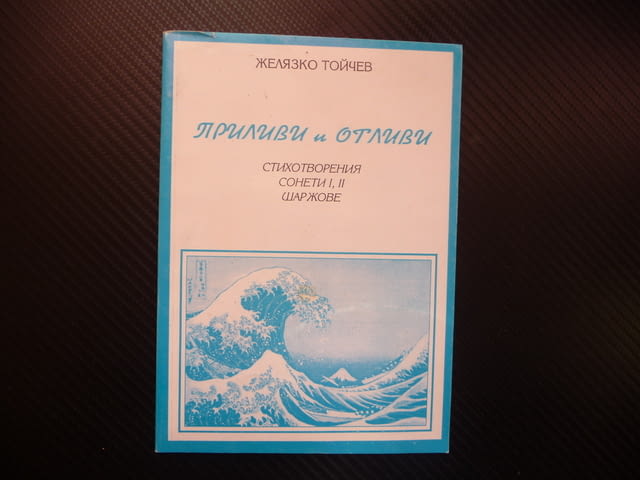 ЖЕЛЯЗКО ТОЙЧЕВ
ПРИЛИВИ и ОТЛИВИ
СТИХОТВОРЕНИЯ
СОНЕТИ I, II
ШАРЖОВЕ